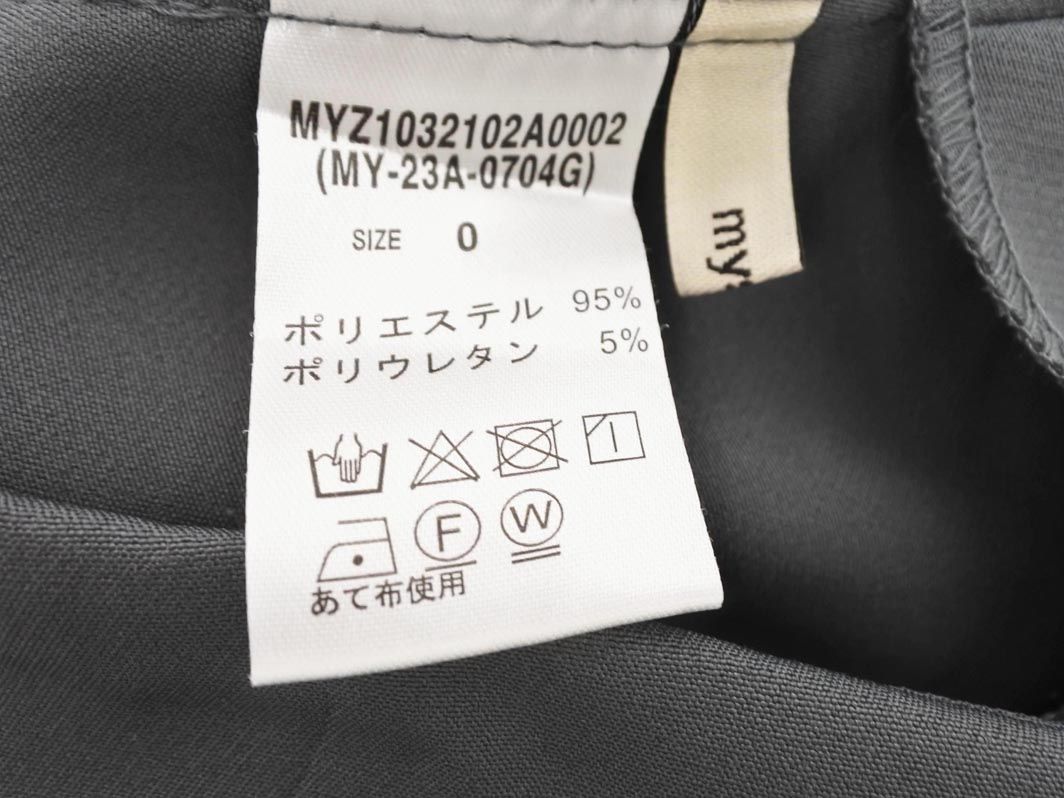 MYZ1032102A0002
(MY-23A-0704G)
SIZE 0
ポリエステル 95%
ポリウレタン 5%
F W
あて布使用
my